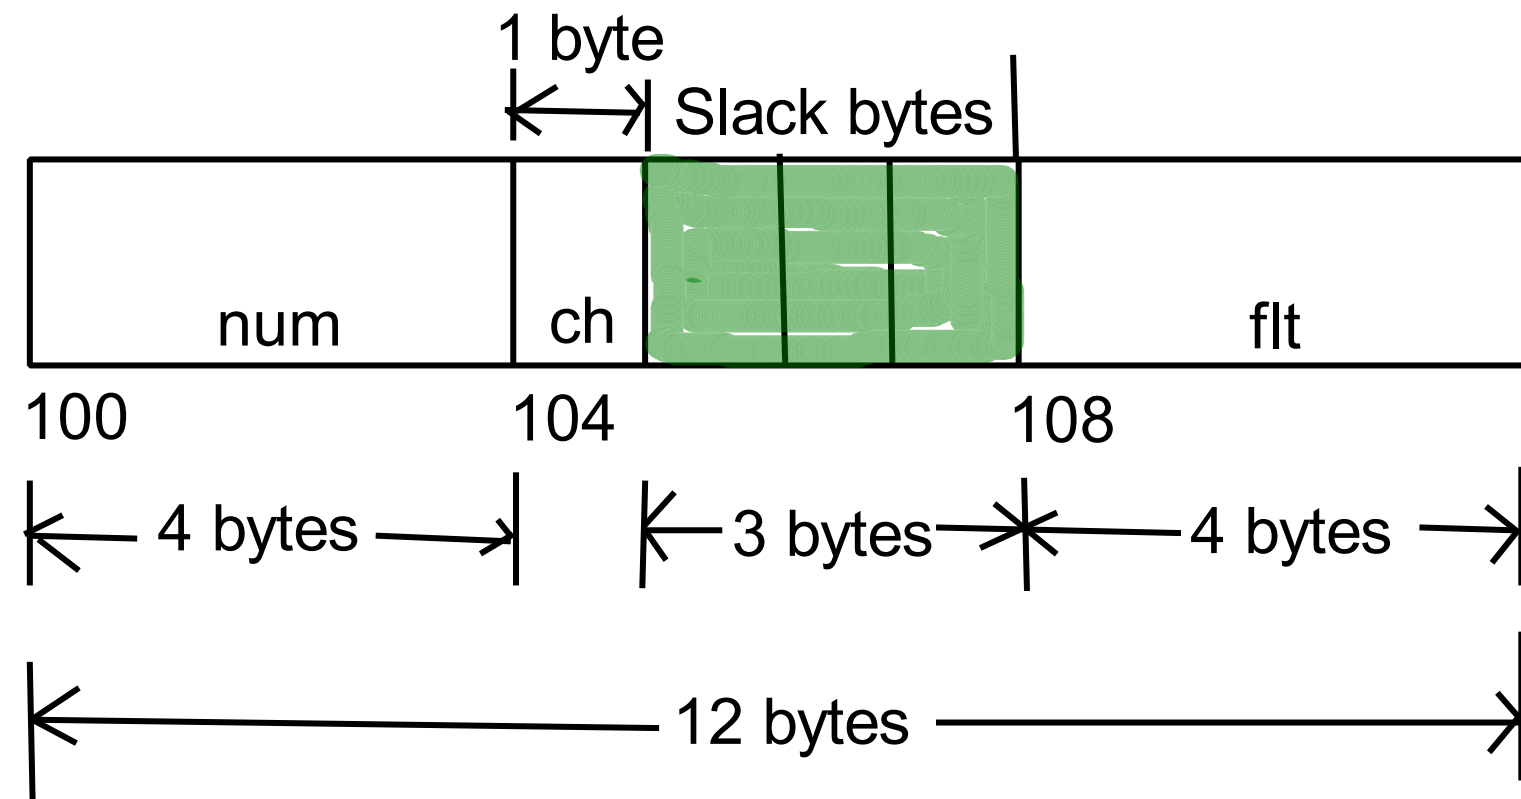 1 byte
Slack bytes
num ch flt
100 104 108
4 bytes 3 bytes 4 bytes
12 bytes